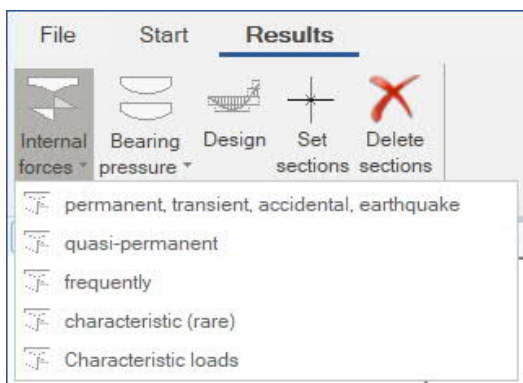 File Start Results
Internal Bearing Design Set Delete
forces pressure sections sections
permanent, transient, accidental, earthquake
quasi-permanent
frequently
characteristic (rare)
Characteristic loads